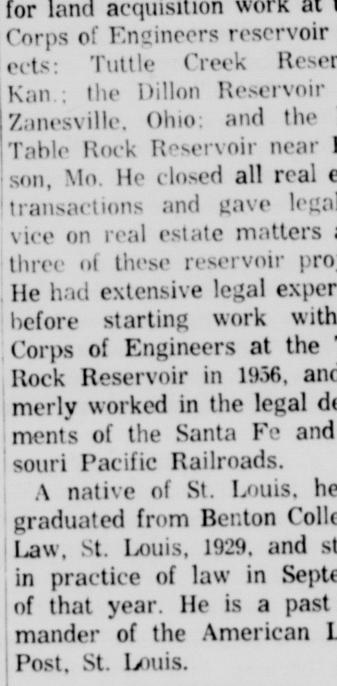 for land acquisition work at
Corps of Engineers reservoir
ects: Tuttle Creek Reser
Kan.; the Dillon Reservoir
Zanesville, Ohio; and the
Table Rock Reservoir near
son, Mo. He closed all real e
transactions and gave lega
vice on real estate matters
three of these reservoir pro
He had extensive legal exper
before starting work with
Corps of Engineers at the
Rock Reservoir in 1956, and
merly worked in the legal de
ments of the Santa Fe and
souri Pacific Railroads.
A native of St. Louis, he
graduated from Benton Colle
Law, St. Louis, 1929, and st
in practice of law in Septe
of that year. He is a past
mander of the American L
Post, St. Louis.